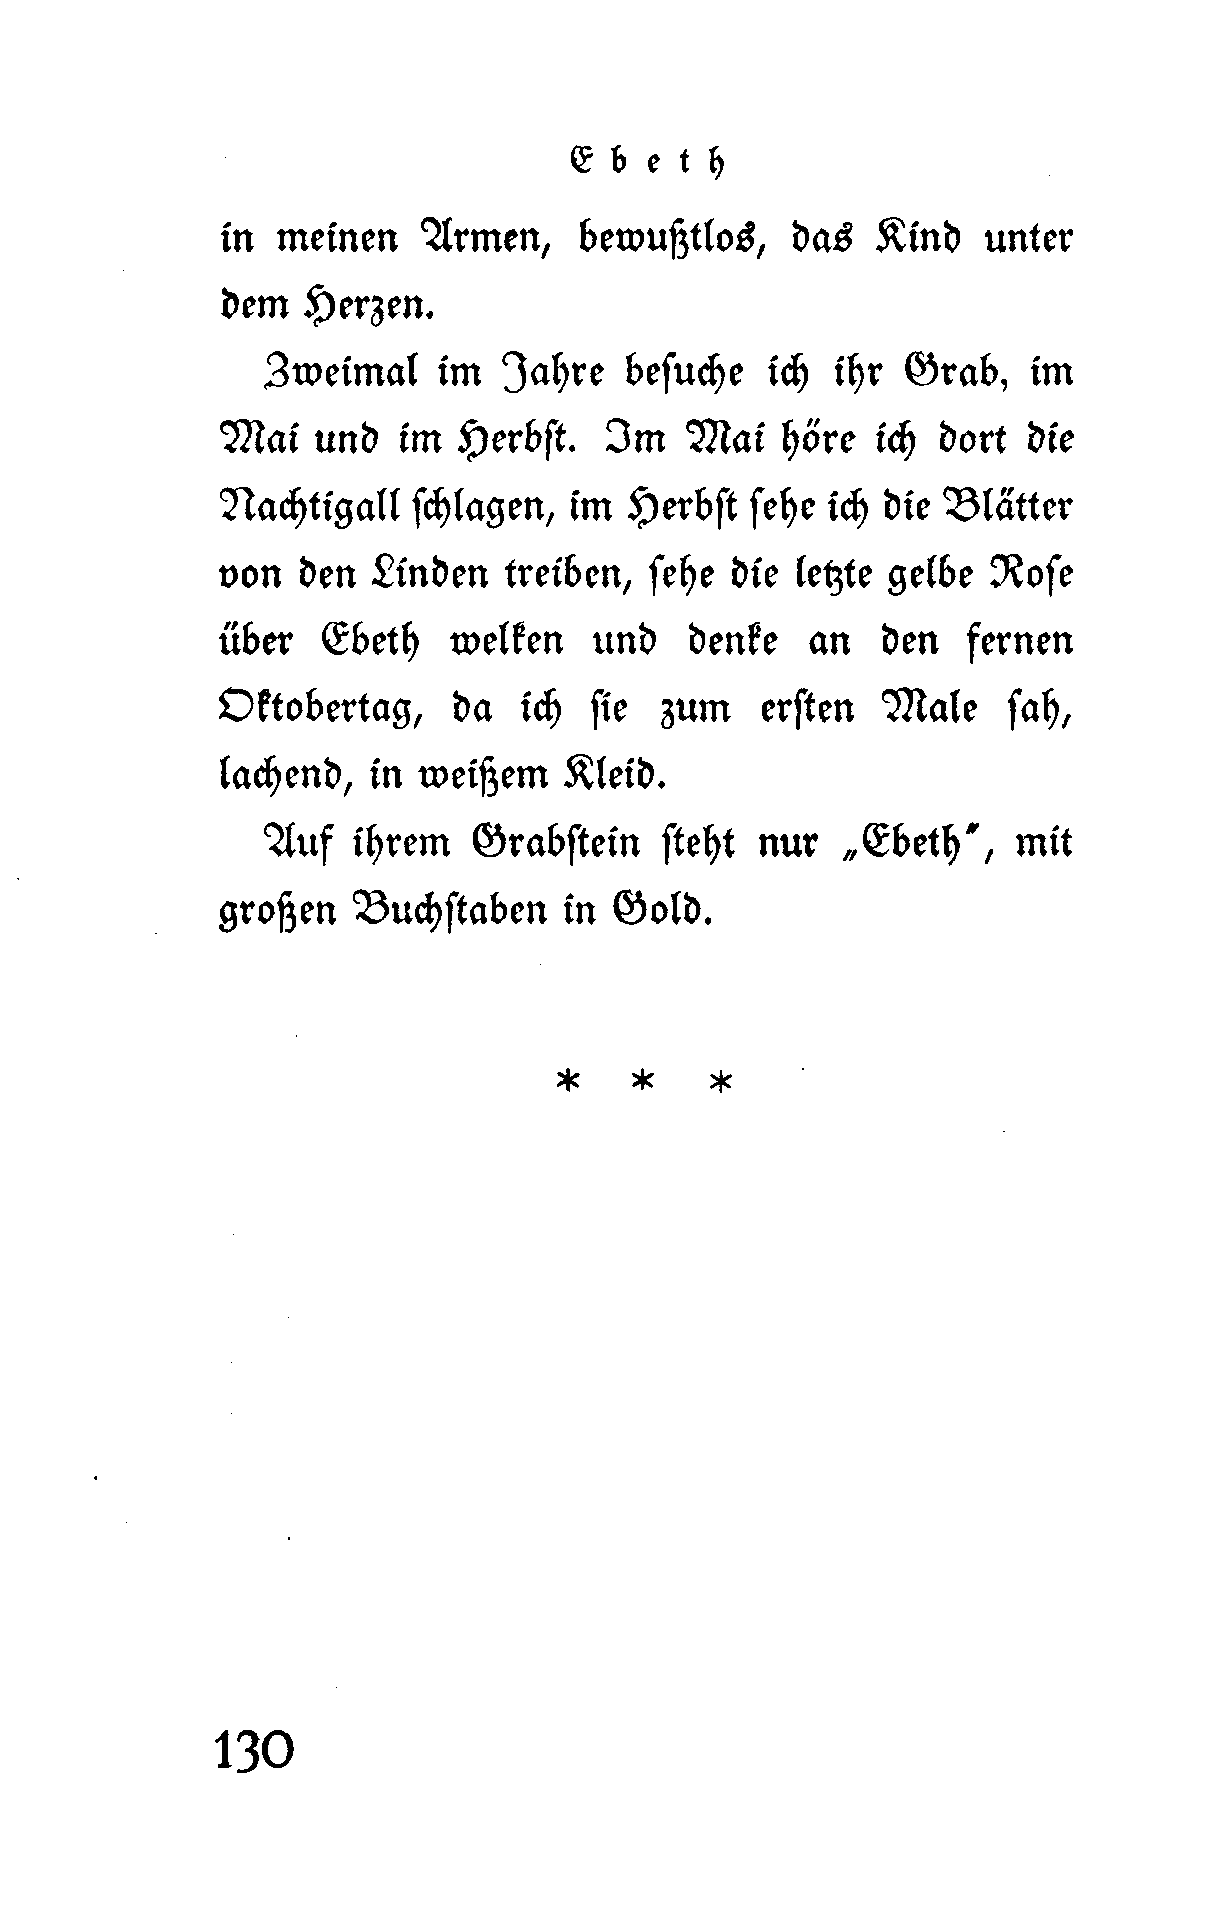 Ebeth
in meinen Armen, bewußtlos, das Kind unter
dem Herzen.
Zweimal im Jahre besuche ich ihr Grab, im
Mai und im Herbst. Im Mai höre ich dort die
Nachtigall schlagen, im Herbst sehe ich die Blätter
von den Linden treiben, sehe die letzte gelbe Rose
über Ebeth welken und denke an den fernen
Oktobertag, da ich sie zum ersten Male sah,
lachend, in weißem Kleid.
Auf ihrem Grabstein steht nur „Ebeth“, mit
großen Buchstaben in Gold.
* * *
130